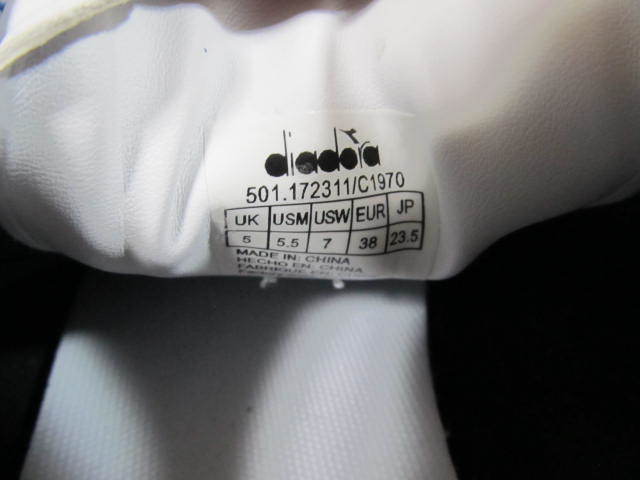 diadora
501.172311/C1970
UK USM USW EUR JP
5 5.5 7 38 23.5
MADE IN: CHINA
HECHO EN: CHINA
FABRIQUE EN: